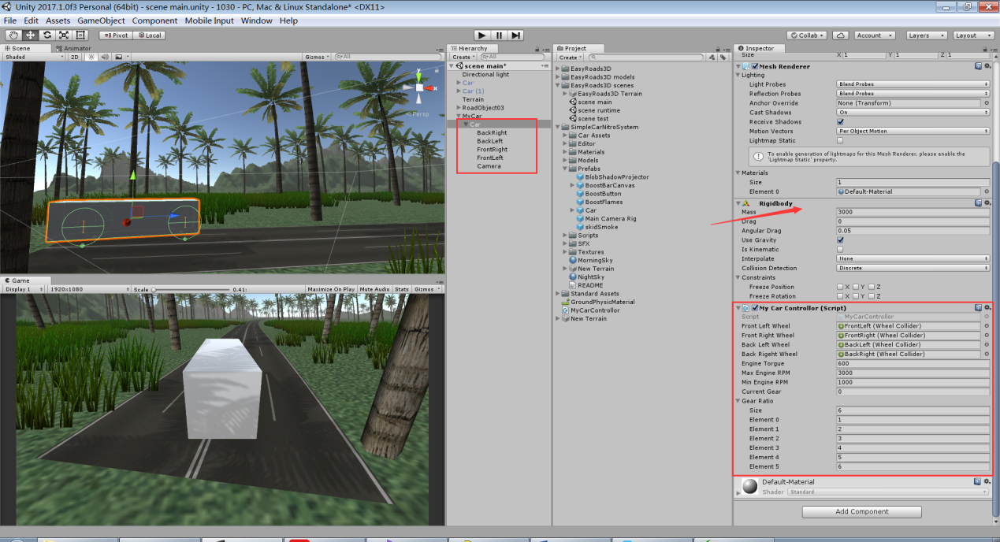 Unity 2017.1.0f3 Personal (64bit) - scene main.unity - 1030 - PC, Mac & Linux Standalone* <DX11>
File Edit Assets GameObject Component Mobile Input Window Help
Pivot Local
Collab Account Layers Layout
Scene Animator
Shaded 2D Gizmos All
Persp
y
x
Game
Display 1 1920x1080 Scale 0.41: Maximize On Play Mute Audio Stats Gizmos
Hierarchy
Create All
scene main*
Directional light
Car
Car (1)
Terrain
RoadObject03
MyCar
Car
BackRight
BackLeft
FrontRight
FrontLeft
Camera
Project
Create
EasyRoads3D
EasyRoads3D models
EasyRoads3D scenes
EasyRoads3D Terrain
scene main
scene runtime
scene test
SimpleCarNitroSystem
Car Assets
Editor
Materials
Models
Prefabs
BlobShadowProjector
BoostBarCanvas
BoostButton
BoostFlames
Car
Main Camera Rig
skidSmoke
Scripts
SFX
Textures
MorningSky
New Terrain
NightSky
README
Standard Assets
GroundPhysicMaterial
MyCarControllor
New Terrain
Inspector
Size X 1 Y 1 Z 1
Mesh Renderer
Lighting
Light Probes Blend Probes
Reflection Probes Blend Probes
Anchor Override None (Transform)
Cast Shadows On
Receive Shadows
Motion Vectors Per Object Motion
Lightmap Static
To enable generation of lightmaps for this Mesh Renderer, please enable the
'Lightmap Static' property.
Materials
Size 1
Element 0 Default-Material
Rigidbody
Mass 3000
Drag 0
Angular Drag 0.05
Use Gravity
Is Kinematic
Interpolate None
Collision Detection Discrete
Constraints
Freeze Position X Y Z
Freeze Rotation X Y Z
My Car Controllor (Script)
Script MyCarControllor
Front Left Wheel FrontLeft (Wheel Collider)
Front Right Wheel FrontRight (Wheel Collider)
Back Left Wheel BackLeft (Wheel Collider)
Back Righeft Wheel BackRight (Wheel Collider)
Engine Torgue 600
Max Engine RPM 3000
Min Engine RPM 1000
Current Gear 0
Gear Ratio
Size 6
Element 0 1
Element 1 2
Element 2 3
Element 3 4
Element 4 5
Element 5 6
Default-Material
Shader Standard
Add Component